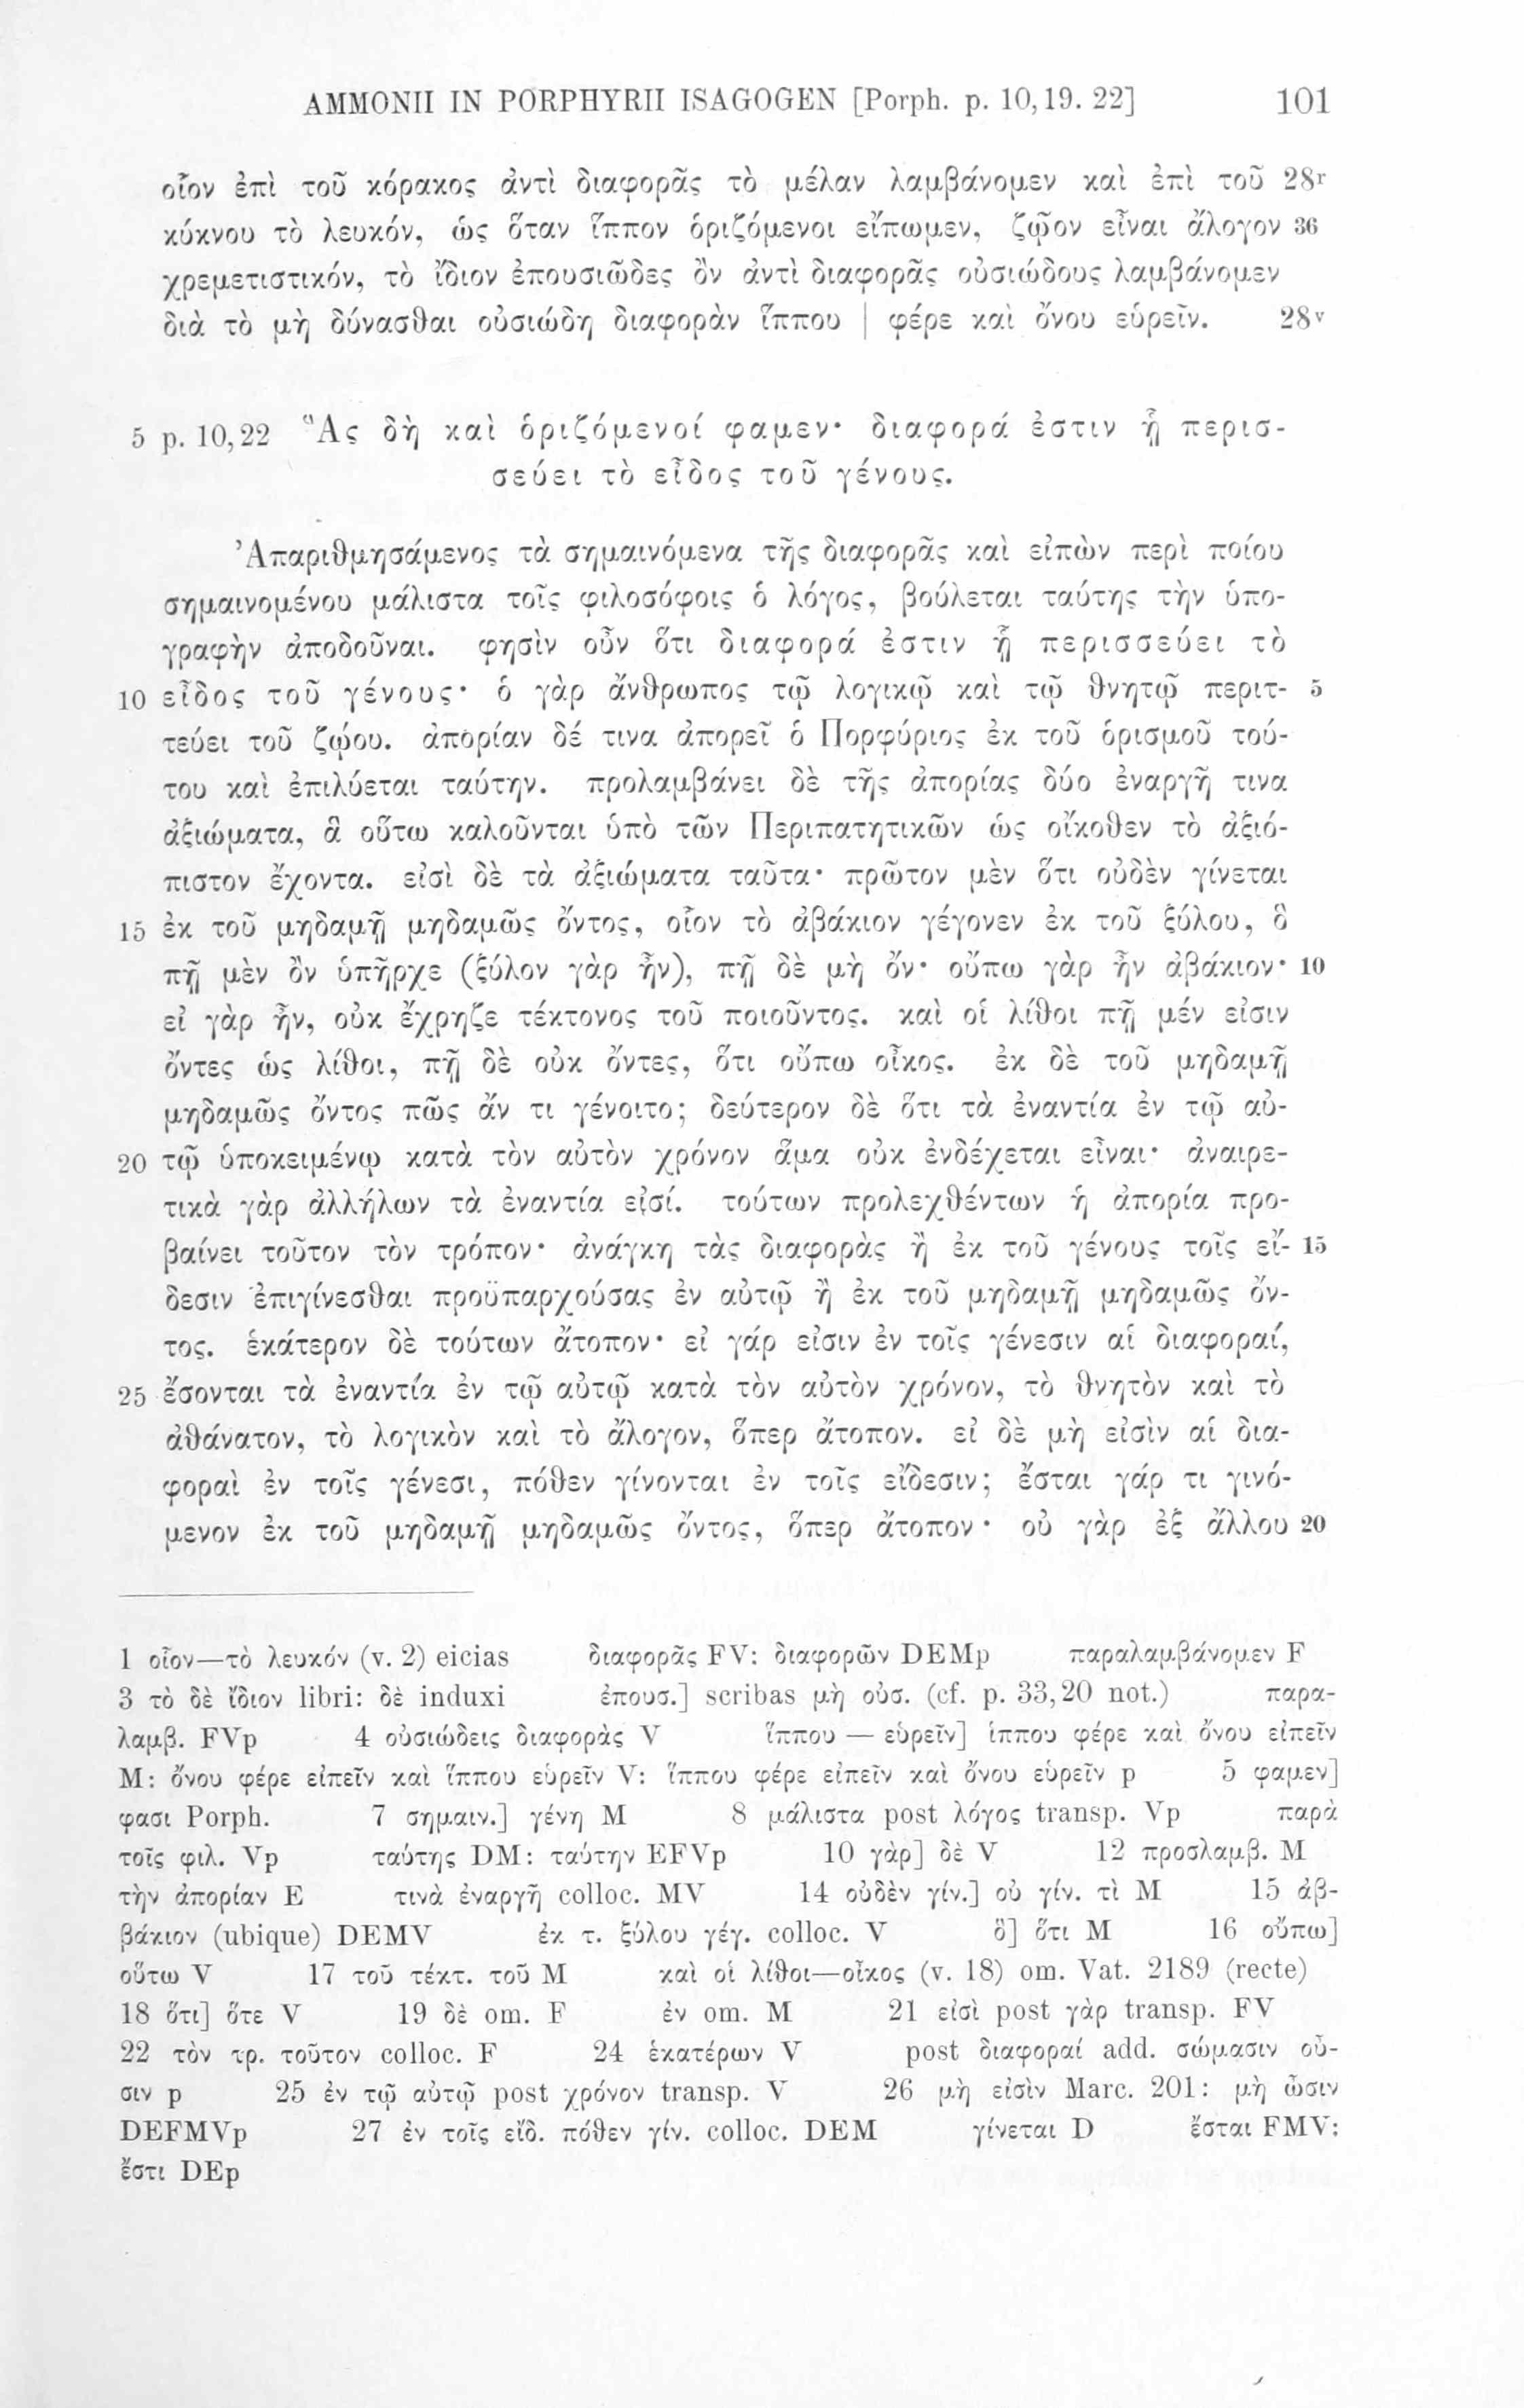 AMMONII IN PORPHYRII ISAGOGEN [Porph. p. 10,19. 22] 101
οἷον ἐπὶ τοῦ κόρακος ἀντὶ διαφορᾶς τὸ μέλαν λαμβάνομεν καὶ ἐπὶ τοῦ 28r
κύκνου τὸ λευκόν, ὡς ὅταν ἵππον ὁριζόμενοι εἴπωμεν, ζῷον εἶναι ἄλογον 36
χρεμετιστικόν, τὸ ἴδιον ἐπουσιῶδες ὂν ἀντὶ διαφορᾶς οὐσιώδους λαμβάνομεν
διὰ τὸ μὴ δύνασθαι οὐσιώδη διαφορὰν ἵππου | φέρε καὶ ὄνου εὑρεῖν. 28v
5 p. 10,22 Ἃς δὴ καὶ ὁριζόμενοί φαμεν· διαφορά ἐστιν ᾗ περισ-
σεύει τὸ εἶδος τοῦ γένους.
Ἀπαριθμησάμενος τὰ σημαινόμενα τῆς διαφορᾶς καὶ εἰπὼν περὶ ποίου
σημαινομένου μάλιστα τοῖς φιλοσόφοις ὁ λόγος, βούλεται ταύτης τὴν ὑπο-
γραφὴν ἀποδοῦναι. φησὶν οὖν ὅτι διαφορά ἐστιν ᾗ περισσεύει τὸ
10 εἶδος τοῦ γένους· ὁ γὰρ ἄνθρωπος τῷ λογικῷ καὶ τῷ θνητῷ περιτ- 5
τεύει τοῦ ζῴου. ἀπορίαν δέ τινα ἀπορεῖ ὁ Πορφύριος ἐκ τοῦ ὁρισμοῦ τού-
του καὶ ἐπιλύεται ταύτην. προλαμβάνει δὲ τῆς ἀπορίας δύο ἐναργῆ τινα
ἀξιώματα, ἃ οὕτω καλοῦνται ὑπὸ τῶν Περιπατητικῶν ὡς οἴκοθεν τὸ ἀξιό-
πιστον ἔχοντα. εἰσὶ δὲ τὰ ἀξιώματα ταῦτα· πρῶτον μὲν ὅτι οὐδὲν γίνεται
15 ἐκ τοῦ μηδαμῇ μηδαμῶς ὄντος, οἷον τὸ ἀβάκιον γέγονεν ἐκ τοῦ ξύλου, ὃ
πῇ μὲν ὂν ὑπῆρχε (ξύλον γὰρ ἦν), πῇ δὲ μὴ ὄν· οὔπω γὰρ ἦν ἀβάκιον· 10
εἰ γὰρ ἦν, οὐκ ἔχρηζε τέκτονος τοῦ ποιοῦντος. καὶ οἱ λίθοι πῇ μέν εἰσιν
ὄντες ὡς λίθοι, πῇ δὲ οὐκ ὄντες, ὅτι οὔπω οἶκος. ἐκ δὲ τοῦ μηδαμῇ
μηδαμῶς ὄντος πῶς ἄν τι γένοιτο; δεύτερον δὲ ὅτι τὰ ἐναντία ἐν τῷ αὐ-
20 τῷ ὑποκειμένῳ κατὰ τὸν αὐτὸν χρόνον ἅμα οὐκ ἐνδέχεται εἶναι· ἀναιρε-
τικὰ γὰρ ἀλλήλων τὰ ἐναντία εἰσί. τούτων προλεχθέντων ἡ ἀπορία προ-
βαίνει τοῦτον τὸν τρόπον· ἀνάγκη τὰς διαφορὰς ἢ ἐκ τοῦ γένους τοῖς εἴ- 15
δεσιν ἐπιγίνεσθαι προϋπαρχούσας ἐν αὐτῷ ἢ ἐκ τοῦ μηδαμῇ μηδαμῶς ὄν-
τος. ἑκάτερον δὲ τούτων ἄτοπον· εἰ γάρ εἰσιν ἐν τοῖς γένεσιν αἱ διαφοραί,
25 ἔσονται τὰ ἐναντία ἐν τῷ αὐτῷ κατὰ τὸν αὐτὸν χρόνον, τὸ θνητὸν καὶ τὸ
ἀθάνατον, τὸ λογικὸν καὶ τὸ ἄλογον, ὅπερ ἄτοπον. εἰ δὲ μὴ εἰσὶν αἱ δια-
φοραὶ ἐν τοῖς γένεσι, πόθεν γίνονται ἐν τοῖς εἴδεσιν; ἔσται γάρ τι γινό-
μενον ἐκ τοῦ μηδαμῇ μηδαμῶς ὄντος, ὅπερ ἄτοπον· οὐ γὰρ ἐξ ἄλλου 20
1 οἷον—τὸ λευκόν (v. 2) eicias διαφορᾶς FV: διαφορῶν DEMp παραλαμβάνομεν F
3 τὸ δὲ ἴδιον libri: δὲ induxi ἐπουσ.] scribas μὴ οὐσ. (cf. p. 33,20 not.) παρα-
λαμβ. FVp 4 οὐσιώδεις διαφορὰς V ἵππου — εὑρεῖν] ἵππου φέρε καὶ ὄνου εἰπεῖν
M: ὄνου φέρε εἰπεῖν καὶ ἵππου εὑρεῖν V: ἵππου φέρε εἰπεῖν καὶ ὄνου εὑρεῖν p 5 φαμεν]
φασι Porph. 7 σημαιν.] γένη M 8 μάλιστα post λόγος transp. Vp παρὰ
τοῖς φιλ. Vp ταύτης DM: ταύτην EFVp 10 γὰρ] δὲ V 12 προσλαμβ. M
τὴν ἀπορίαν E τινὰ ἐναργῆ colloc. MV 14 οὐδὲν γίν.] οὐ γίν. τὶ M 15 ἀβ-
βάκιον (ubique) DEMV ἐκ τ. ξύλου γέγ. colloc. V ὃ] ὅτι M 16 οὔπω]
οὕτω V 17 τοῦ τέκτ. τοῦ M καὶ οἱ λίθοι—οἶκος (v. 18) om. Vat. 2189 (recte)
18 ὅτι] ὅτε V 19 δὲ om. F ἐν om. M 21 εἰσὶ post γὰρ transp. FV
22 τὸν τρ. τοῦτον colloc. F 24 ἑκατέρων V post διαφοραί add. σώμασιν οὖ-
σιν p 25 ἐν τῷ αὐτῷ post χρόνον transp. V 26 μὴ εἰσὶν Marc. 201: μὴ ὦσιν
DEFMVp 27 ἐν τοῖς εἴδ. πόθεν γίν. colloc. DEM γίνεται D ἔσται FMV:
ἔστι DEp